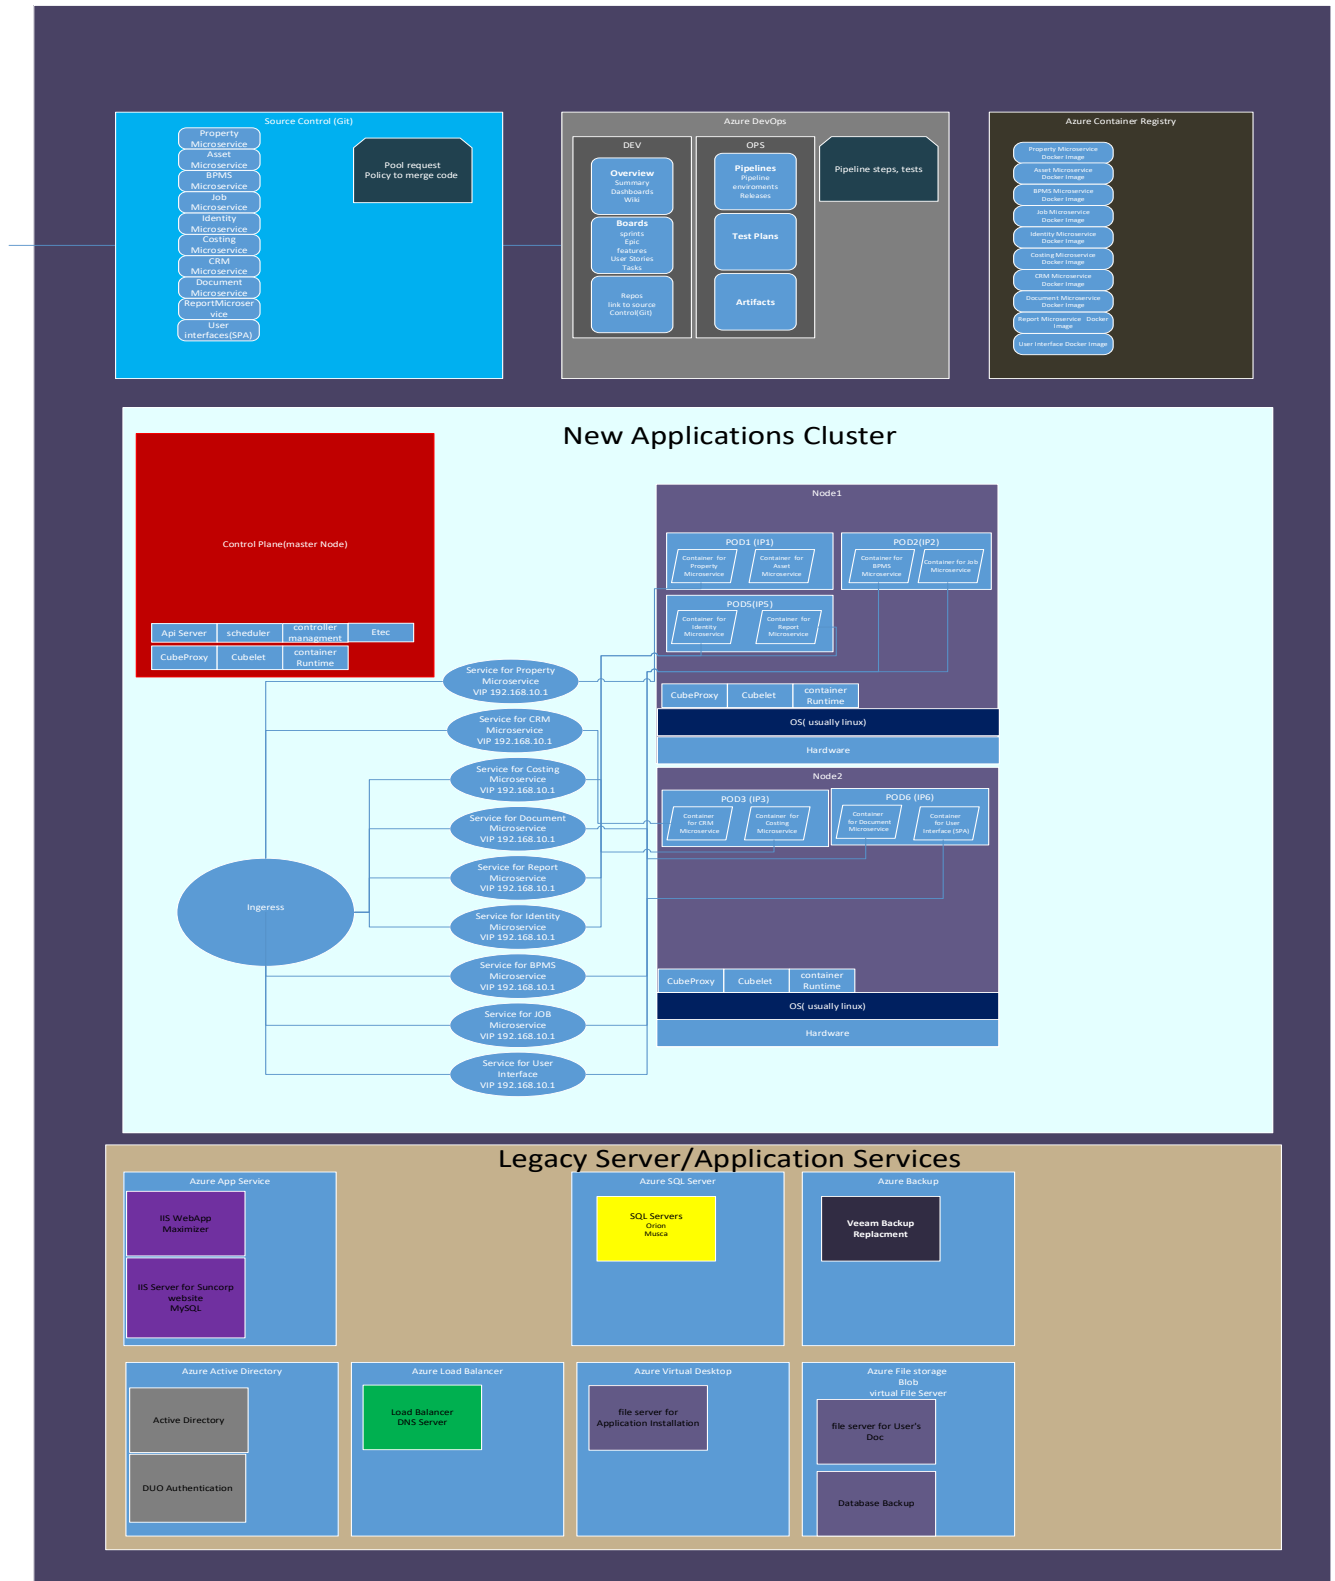 Source Control (Git)
Property
Microservice
Asset
Microservice
BPMS
Microservice
Job
Microservice
Identity
Microservice
Costing
Microservice
CRM
Microservice
Document
Microservice
ReportMicroser
vice
User
interfaces(SPA)
Pool request
Policy to merge code
Azure DevOps
DEV
Overview
Summary
Dashboards
Wiki
Boards
sprints
Epic
features
User Stories
Tasks
Repos
link to source
Control(Git)
OPS
Pipelines
Pipeline
enviroments
Releases
Test Plans
Artifacts
Pipeline steps, tests
Azure Container Registry
Property Microservice
Docker Image
Asset Microservice
Docker Image
BPMS Microservice
Docker Image
Job Microservice
Docker Image
Identity Microservice
Docker Image
Costing Microservice
Docker Image
CRM Microservice
Docker Image
Document Microservice
Docker Image
Report Microservice Docker
Image
User Interface Docker Image
New Applications Cluster
Control Plane(master Node)
Api Server
scheduler
controller
managment
Etec
CubeProxy
Cubelet
container
Runtime
Service for Property
Microservice
VIP 192.168.10.1
Service for CRM
Microservice
VIP 192.168.10.1
Service for Costing
Microservice
VIP 192.168.10.1
Service for Document
Microservice
VIP 192.168.10.1
Service for Report
Microservice
VIP 192.168.10.1
Service for Identity
Microservice
VIP 192.168.10.1
Service for BPMS
Microservice
VIP 192.168.10.1
Service for JOB
Microservice
VIP 192.168.10.1
Service for User
Interface
VIP 192.168.10.1
Ingeress
Node1
POD1 (IP1)
Container for
Property
Microservice
Container for
Asset
Microservice
POD2(IP2)
Container for
BPMS
Microservice
Container for Job
Microservice
POD5(IP5)
Container for
Identity
Microservice
Container for
Report
Microservice
CubeProxy
Cubelet
container
Runtime
OS( usually linux)
Hardware
Node2
POD3 (IP3)
Container
for CRM
Microservice
Container for
Costing
Microservice
POD6 (IP6)
Container
for Document
Microservice
Container
for User
Interface (SPA)
CubeProxy
Cubelet
container
Runtime
OS( usually linux)
Hardware
Legacy Server/Application Services
Azure App Service
IIS WebApp
Maximizer
IIS Server for Suncorp
website
MySQL
Azure SQL Server
SQL Servers
Orion
Musca
Azure Backup
Veeam Backup
Replacment
Azure Active Directory
Active Directory
DUO Authentication
Azure Load Balancer
Load Balancer
DNS Server
Azure Virtual Desktop
file server for
Application Installation
Azure File storage
Blob
virtual File Server
file server for User's
Doc
Database Backup